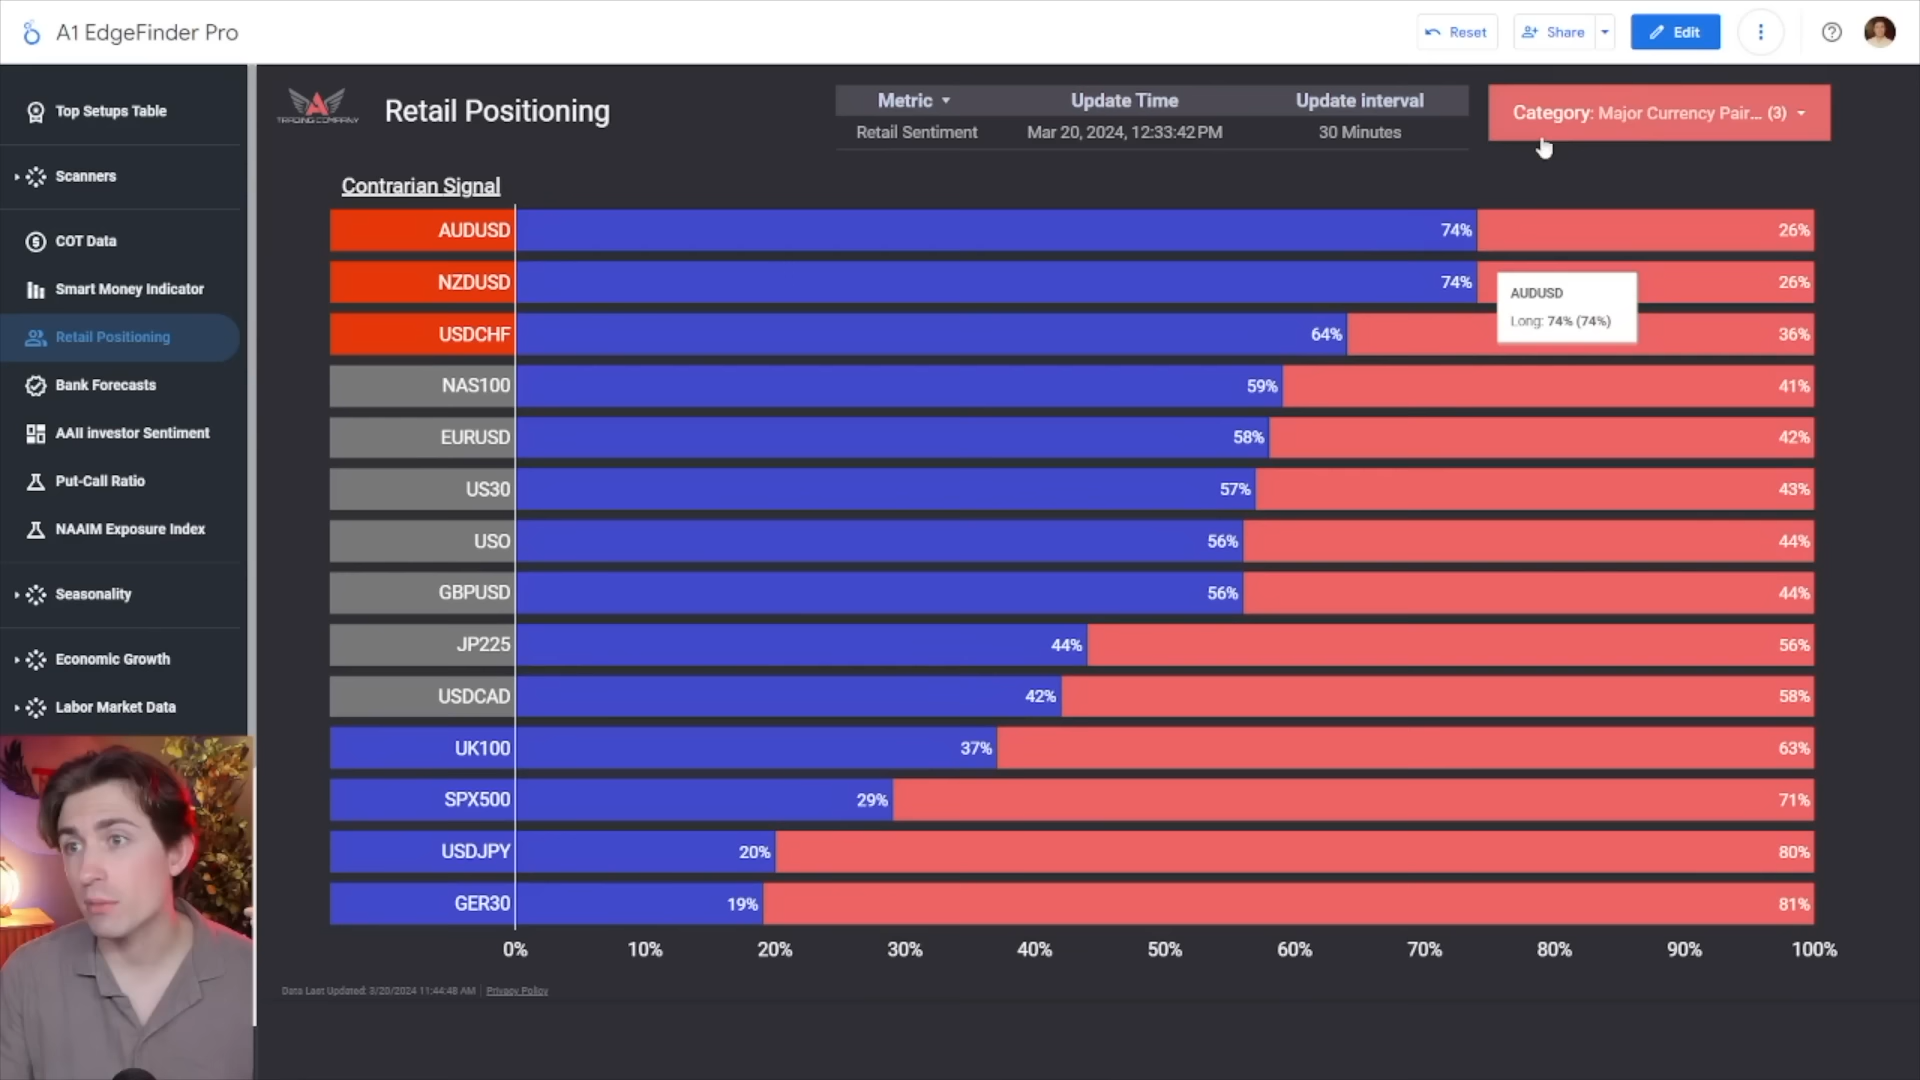 A1 EdgeFinder Pro
Reset
Share
Edit
Top Setups Table
Scanners
COT Data
Smart Money Indicator
Retail Positioning
Bank Forecasts
AAII investor Sentiment
Put-Call Ratio
NAAIM Exposure Index
Seasonality
Economic Growth
Labor Market Data
A
TRADING COMPANY
Retail Positioning
Metric Update Time Update interval
Retail Sentiment Mar 20, 2024, 12:33:42 PM 30 Minutes
Category: Major Currency Pair... (3)
Contrarian Signal
AUDUSD 74% 26%
NZDUSD 74% 26%
AUDUSD
Long: 74% (74%)
USDCHF 64% 36%
NAS100 59% 41%
EURUSD 58% 42%
US30 57% 43%
USO 56% 44%
GBPUSD 56% 44%
JP225 44% 56%
USDCAD 42% 58%
UK100 37% 63%
SPX500 29% 71%
USDJPY 20% 80%
GER30 19% 81%
0% 10% 20% 30% 40% 50% 60% 70% 80% 90% 100%
Data Last Updated: 3/20/2024 11:44:48 AM Privacy Policy